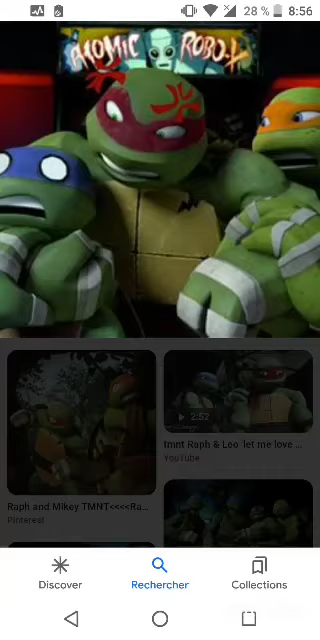 28 % 8:56
ATOMIC ROBO-X
2:52
tmnt Raph & Leo let me love ...
YouTube
Raph and Mikey TMNT<<<<Ra...
Pinterest
Discover Rechercher Collections